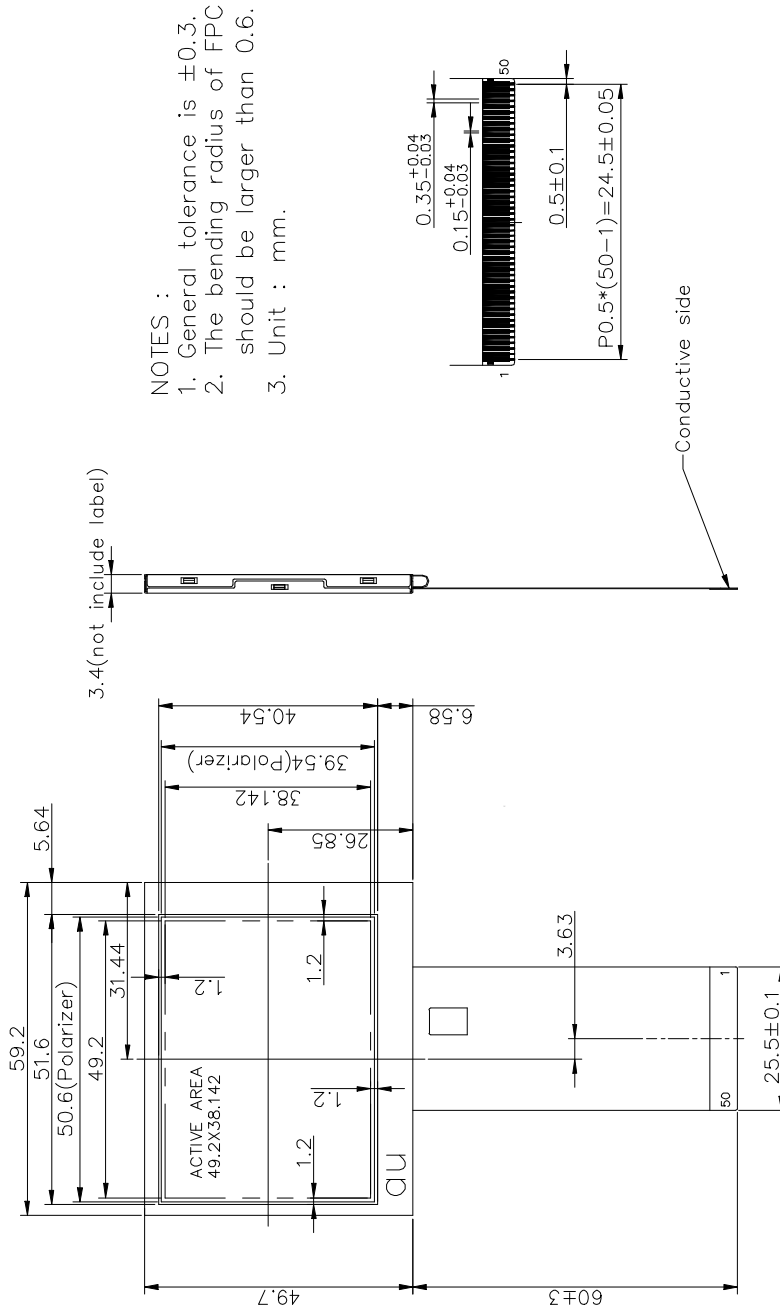 NOTES :
1. General tolerance is ±0.3.
2. The bending radius of FPC
should be larger than 0.6.
3. Unit : mm.
3.4(not include label)
59.2
51.6
5.64
50.6(Polarizer)
49.2
31.44
40.54
39.54(Polarizer)
38.142
26.85
6.58
1.2
1.2
1.2
1.2
ACTIVE AREA
49.2X38.142
au
49.7
60±3
3.63
50
1
25.5±0.1
0.35+0.04
-0.03
0.15+0.04
-0.03
1
50
0.5±0.1
P0.5*(50-1)=24.5±0.05
Conductive side